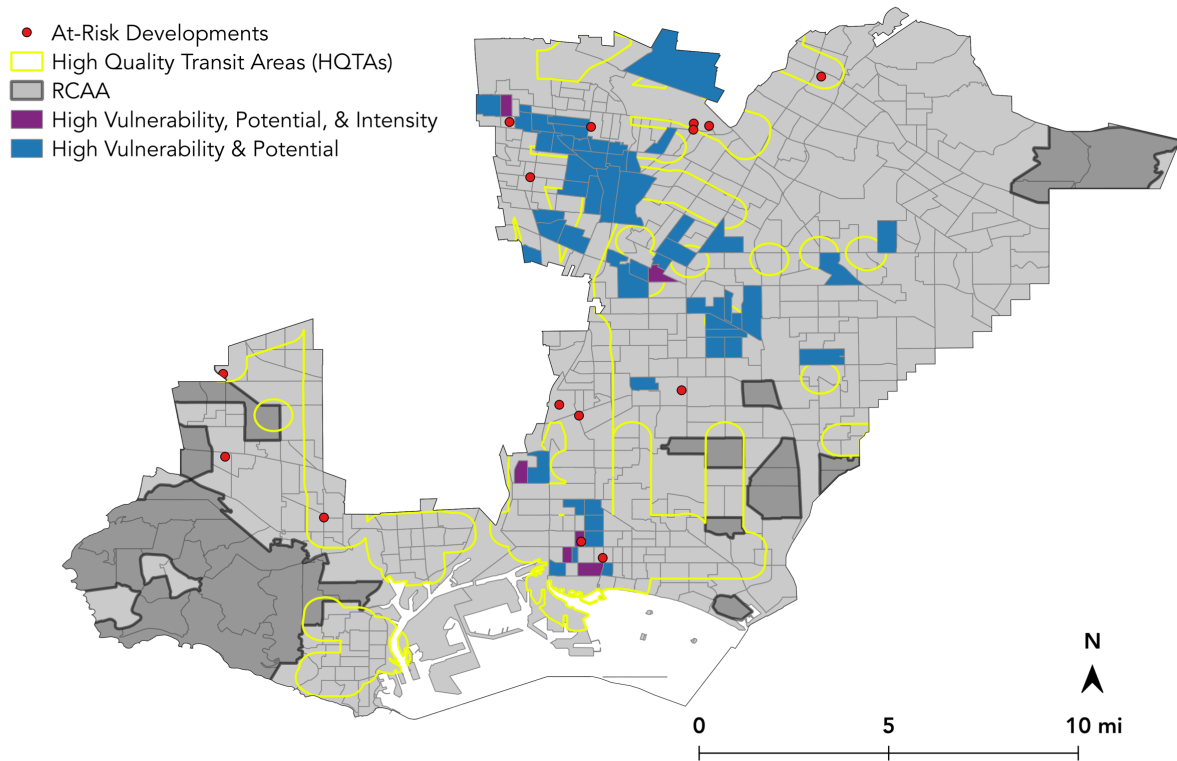 At-Risk Developments
High Quality Transit Areas (HQTAs)
RCAA
High Vulnerability, Potential, & Intensity
High Vulnerability & Potential
N
0 5 10 mi